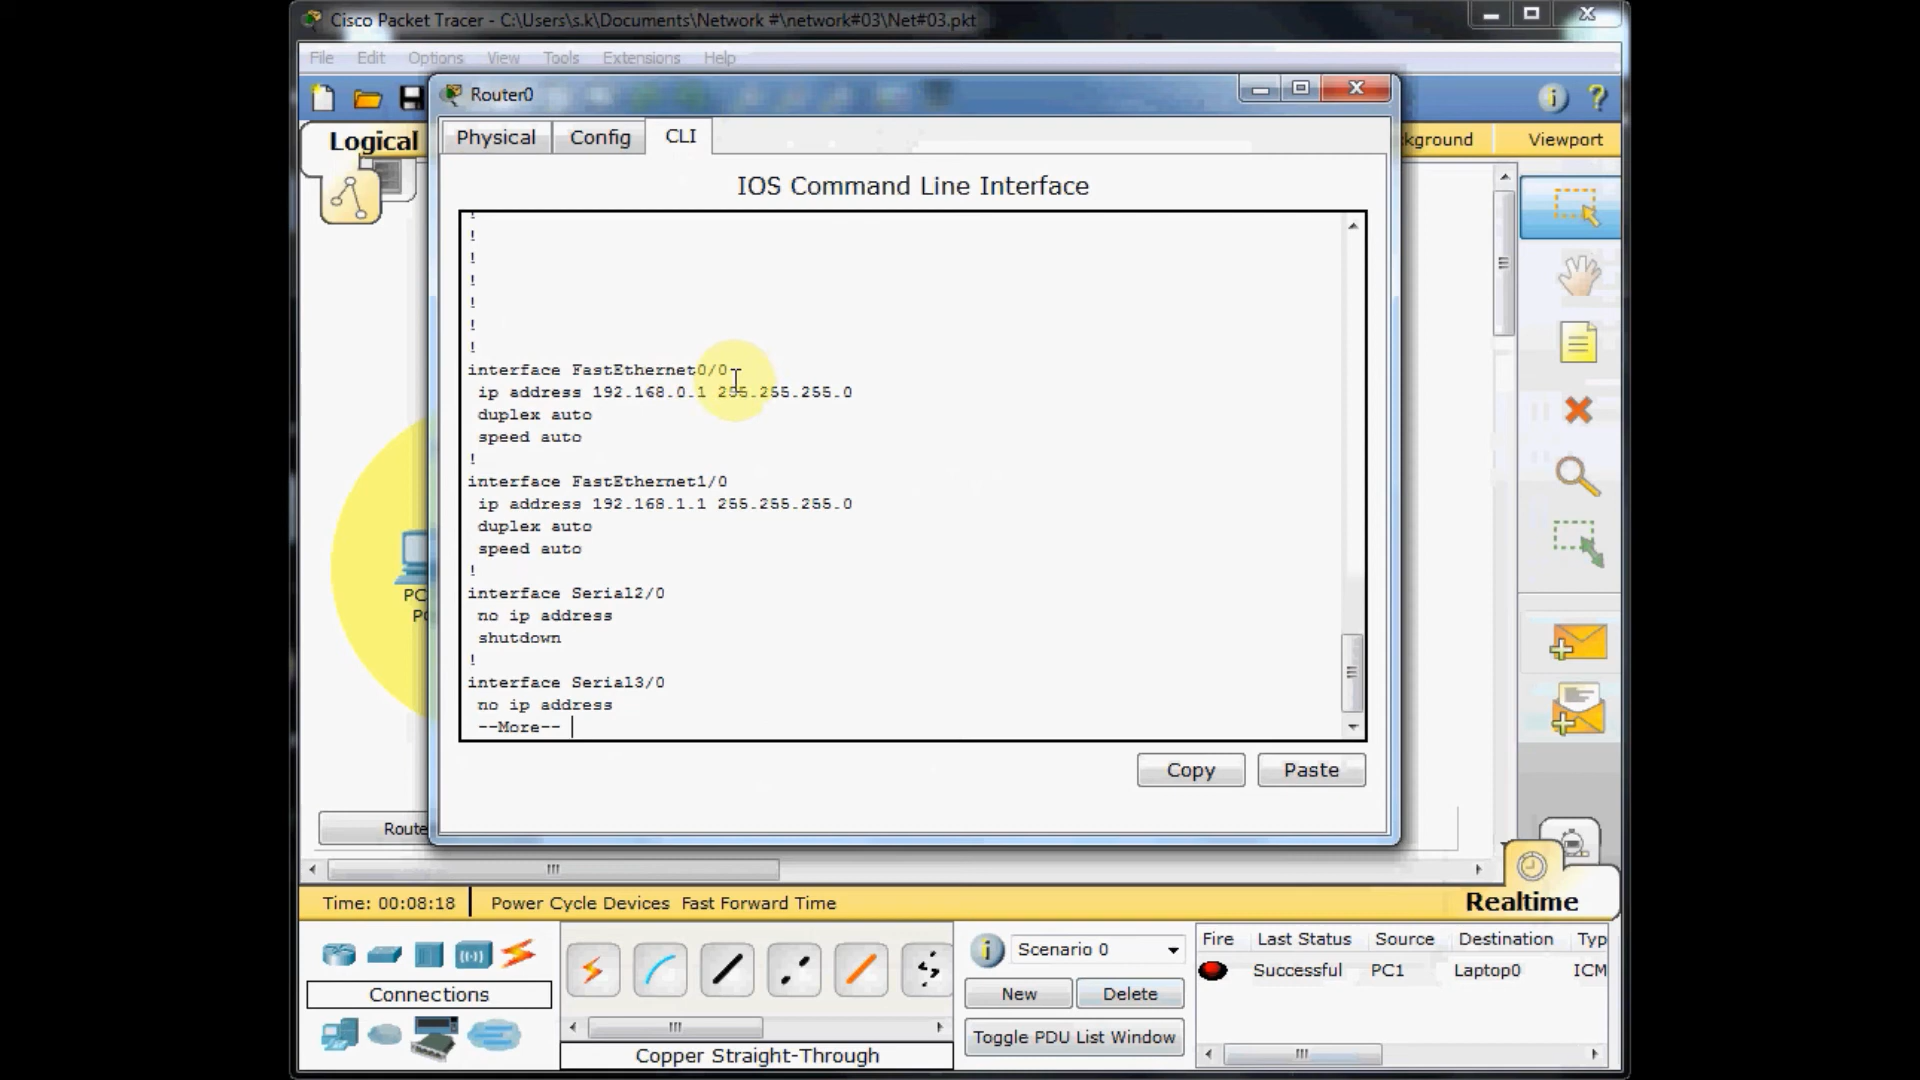 Cisco Packet Tracer - C:\Users\s.k\Documents\Network #\network#03\Net#03.pkt
File Edit Options View Tools Extensions Help
Router0
Logical
kground
Viewport
Physical Config CLI
IOS Command Line Interface
!
!
!
!
!
!
!
interface FastEthernet0/0
ip address 192.168.0.1 255.255.255.0
duplex auto
speed auto
!
interface FastEthernet1/0
ip address 192.168.1.1 255.255.255.0
duplex auto
speed auto
!
interface Serial2/0
no ip address
shutdown
!
interface Serial3/0
no ip address
--More--
Copy Paste
PC
P
Route
Time: 00:08:18 Power Cycle Devices Fast Forward Time
Realtime
Connections
Copper Straight-Through
Scenario 0
New Delete
Toggle PDU List Window
Fire Last Status Source Destination Typ
Successful PC1 Laptop0 ICM